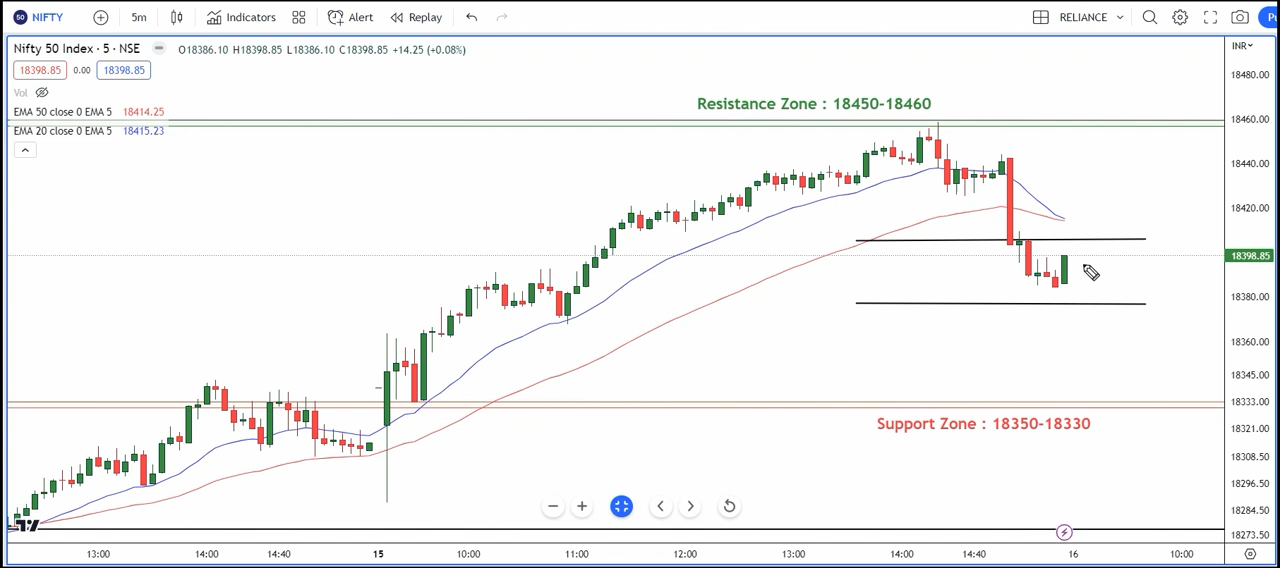 NIFTY 5m Indicators Alert Replay RELIANCE
Nifty 50 Index · 5 · NSE O18386.10 H18398.85 L18386.10 C18398.85 +14.25 (+0.08%)
INR
18398.85 0.00 18398.85
Vol
EMA 50 close 0 EMA 5 18414.25
EMA 20 close 0 EMA 5 18415.23
Resistance Zone : 18450-18460
Support Zone : 18350-18330
18480.00
18460.00
18440.00
18420.00
18398.85
18380.00
18360.00
18345.00
18333.00
18321.00
18308.50
18296.50
18284.50
18273.50
13:00 14:00 14:40 15 10:00 11:00 12:00 13:00 14:00 14:40 16 10:00